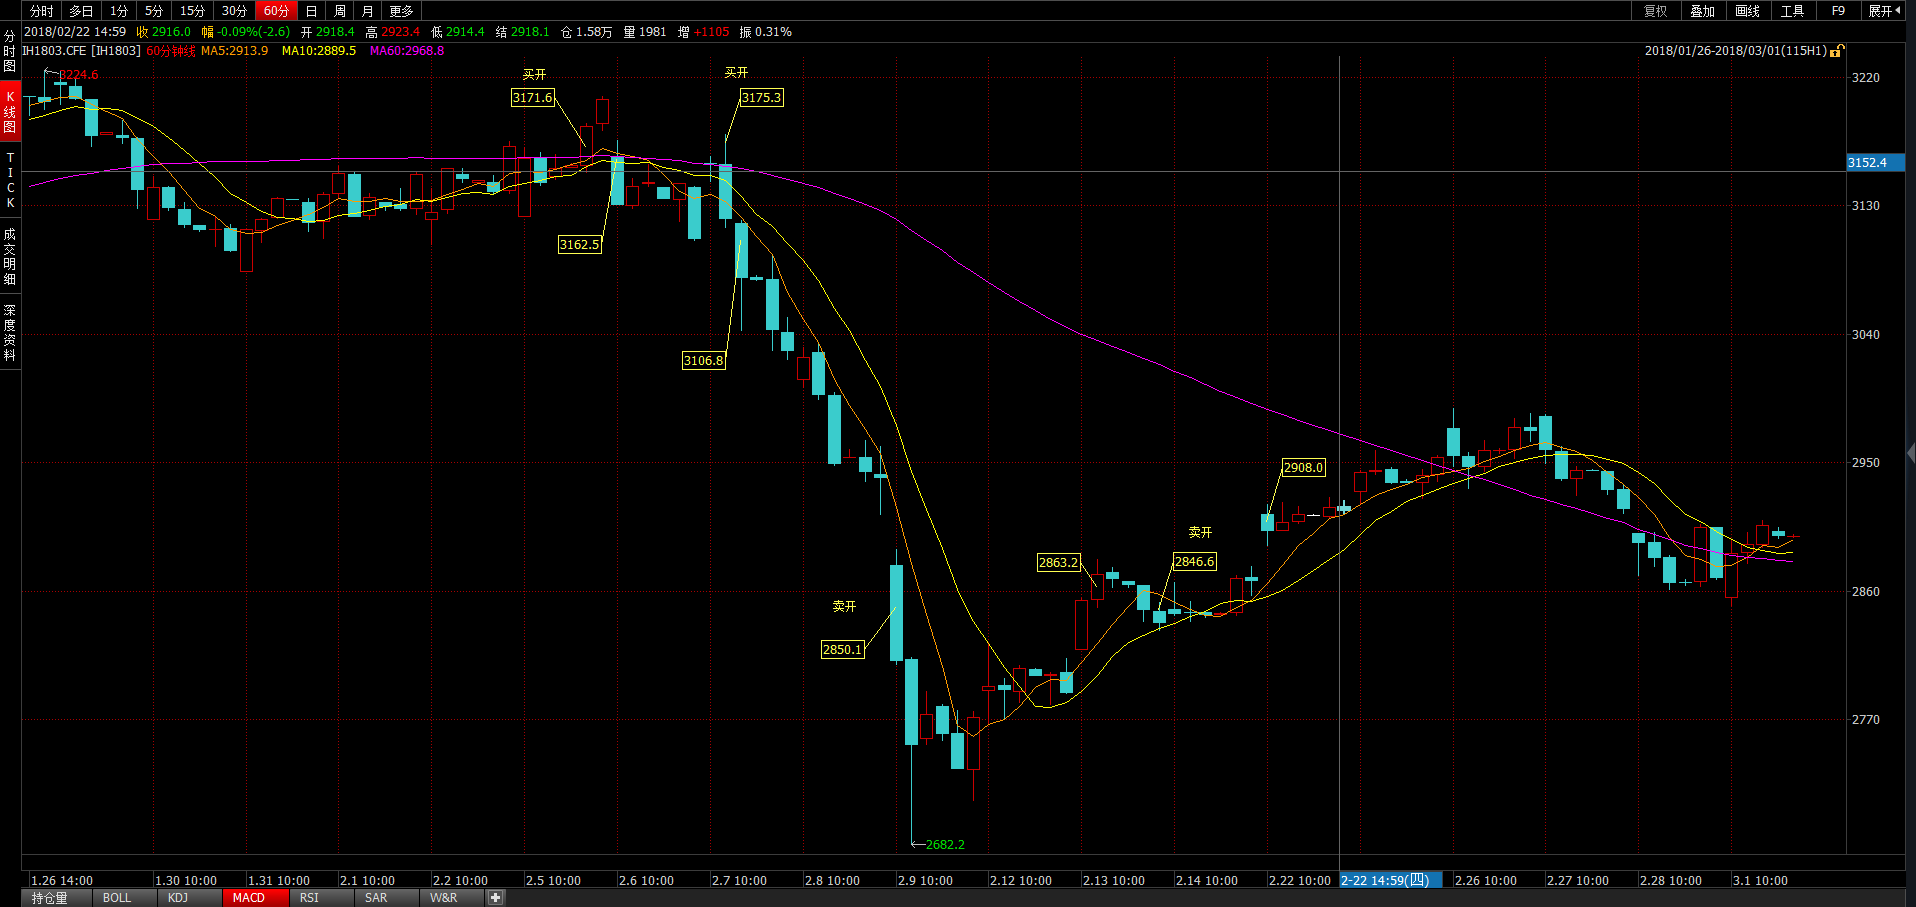 分时 多日 1分 5分 15分 30分 60分 日 周 月 更多 复权 叠加 画线 工具 F9 展开
2018/02/22 14:59 收 2916.0 幅 -0.09%(-2.6) 开 2918.4 高 2923.4 低 2914.4 结 2918.1 仓 1.58万 量 1981 增 +1105 振 0.31%
IH1803.CFE [IH1803] 60分钟线 MA5:2913.9 MA10:2889.5 MA60:2968.8 2018/01/26-2018/03/01(115H1)
分时图
K线图
TICK
成交明细
深度资料
3224.6
买开
3171.6
3162.5
买开
3175.3
3106.8
卖开
2850.1
2682.2
2863.2
卖开
2846.6
2908.0
3220
3152.4
3130
3040
2950
2860
2770
1.26 14:00 1.30 10:00 1.31 10:00 2.1 10:00 2.2 10:00 2.5 10:00 2.6 10:00 2.7 10:00 2.8 10:00 2.9 10:00 2.12 10:00 2.13 10:00 2.14 10:00 2.22 10:00 2-22 14:59(四) 2.26 10:00 2.27 10:00 2.28 10:00 3.1 10:00
持仓量 BOLL KDJ MACD RSI SAR W&R